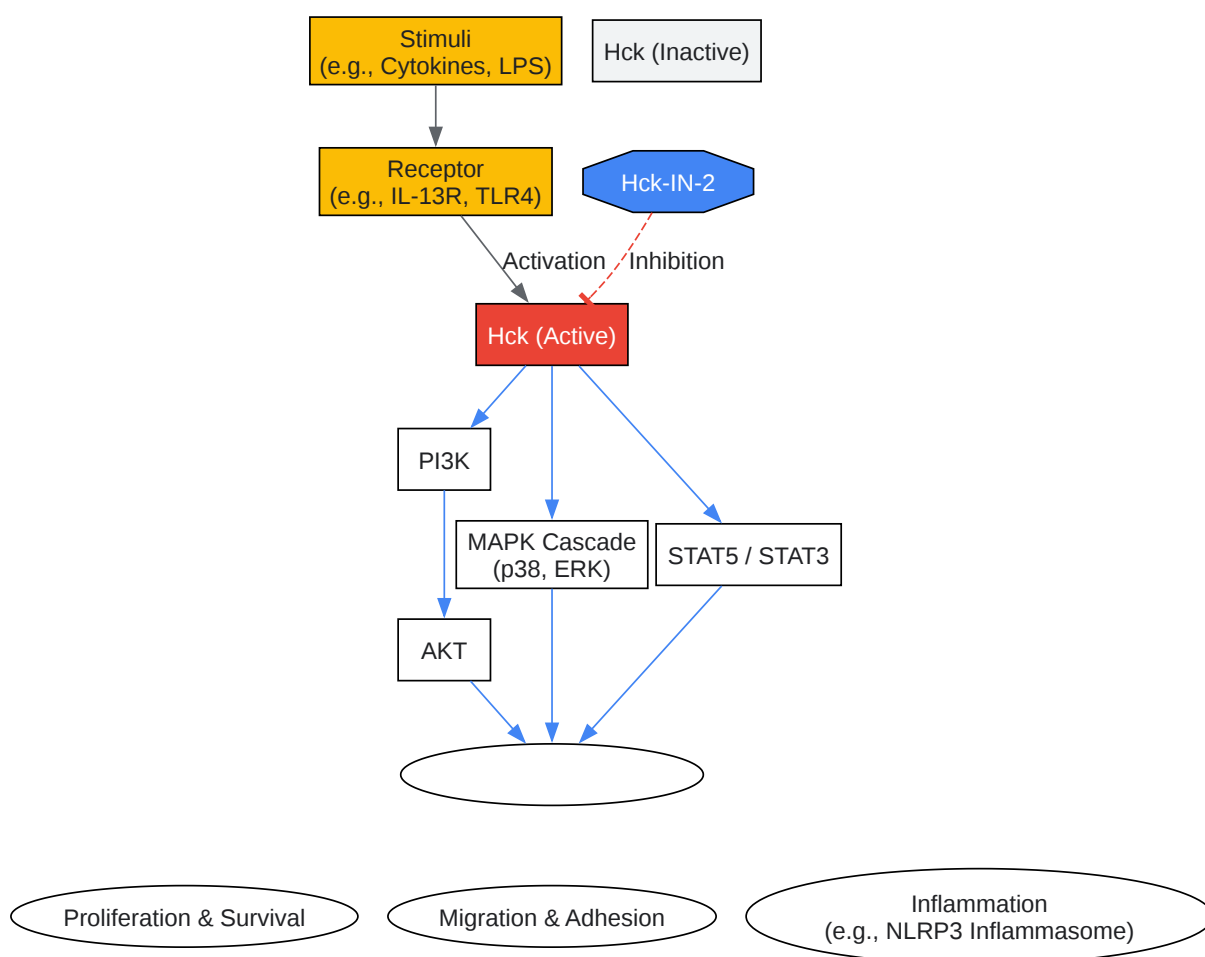 Stimuli
(e.g., Cytokines, LPS)
Hck (Inactive)
Receptor
(e.g., IL-13R, TLR4)
Hck-IN-2
Activation
Inhibition
Hck (Active)
PI3K
MAPK Cascade
(p38, ERK)
STAT5 / STAT3
AKT
Proliferation & Survival
Migration & Adhesion
Inflammation
(e.g., NLRP3 Inflammasome)